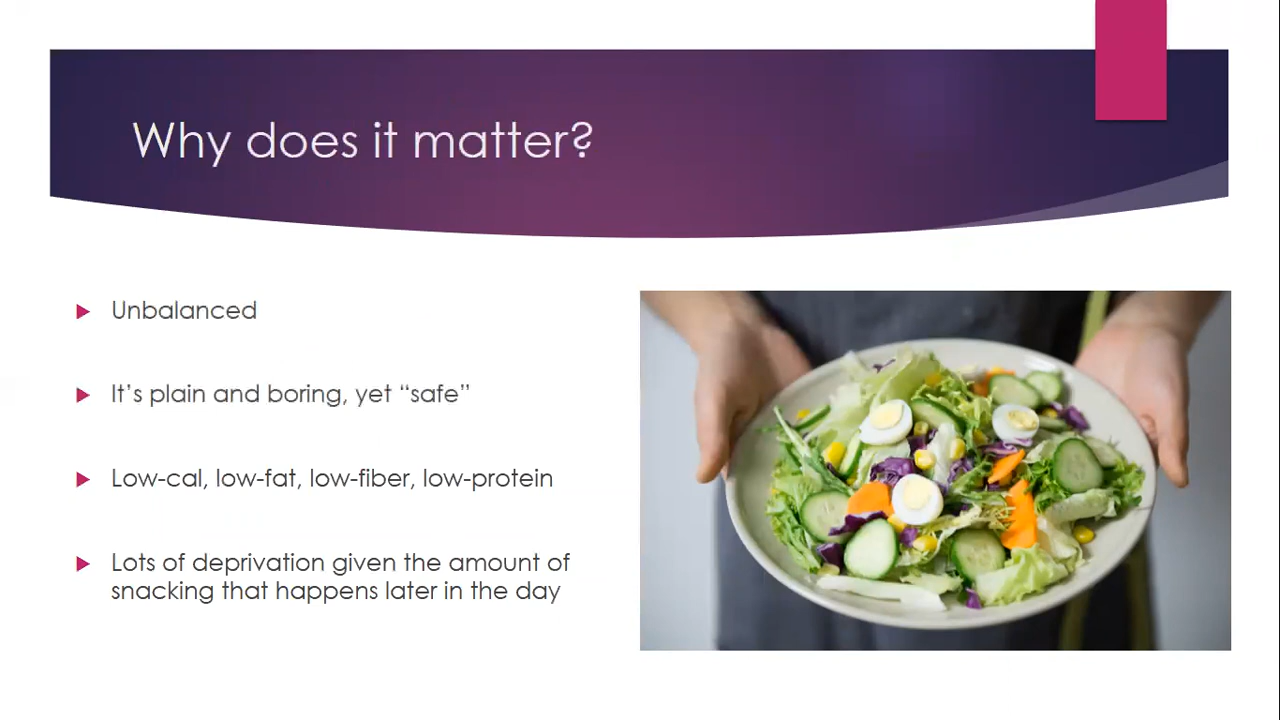 Why does it matter?
Unbalanced
It’s plain and boring, yet “safe”
Low-cal, low-fat, low-fiber, low-protein
Lots of deprivation given the amount of
snacking that happens later in the day